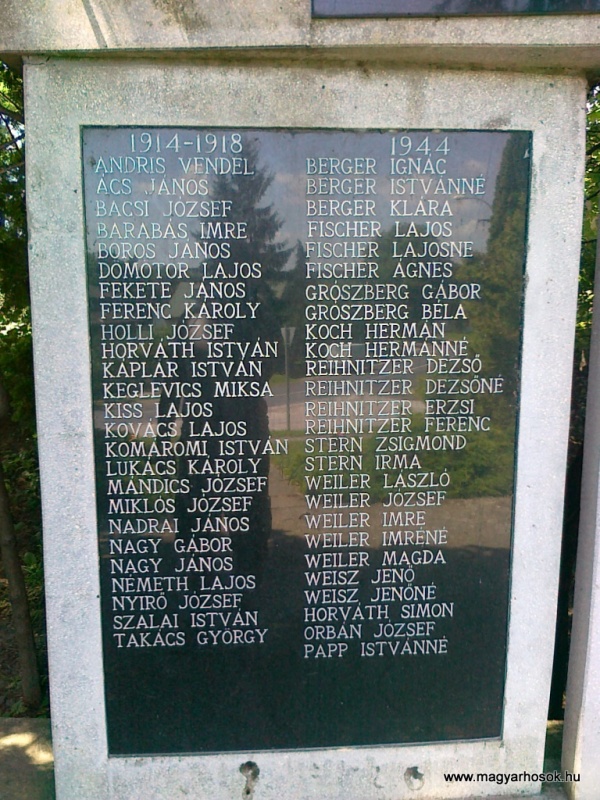 1914-1918
ANDRIS VENDEL
ÁCS JÁNOS
BACSI JÓZSEF
BARABÁS IMRE
BOROS JÁNOS
DÖMÖTÖR LAJOS
FEKETE JÁNOS
FERENC KÁROLY
HOLLI JÓZSEF
HORVÁTH ISTVÁN
KÁPLÁR ISTVÁN
KEGLEVICS MIKSA
KISS LAJOS
KOVÁCS LAJOS
KOMÁROMI ISTVÁN
LUKÁCS KÁROLY
MÁNDICS JÓZSEF
MIKLÓS JÓZSEF
NÁDRAI JÁNOS
NAGY GÁBOR
NAGY JÁNOS
NÉMETH LAJOS
NYIRŐ JÓZSEF
SZALAI ISTVÁN
TAKÁCS GYÖRGY
1944
BERGER IGNÁC
BERGER ISTVÁNNÉ
BERGER KLÁRA
FISCHER LAJOS
FISCHER LAJOSNE
FISCHER ÁGNES
GRÓSZBERG GÁBOR
GRÓSZBERG BÉLA
KOCH HERMÁN
KOCH HERMÁNNÉ
REIHNITZER DEZSŐ
REIHNITZER DEZSŐNÉ
REIHNITZER ERZSI
REIHNITZER FERENC
STERN ZSIGMOND
STERN IRMA
WEILER LÁSZLÓ
WEILER JÓZSEF
WEILER IMRE
WEILER IMRÉNÉ
WEILER MAGDA
WEISZ JENŐ
WEISZ JENŐNÉ
HORVÁTH SIMON
ORBÁN JÓZSEF
PAPP ISTVÁNNÉ
www.magyarhosok.hu